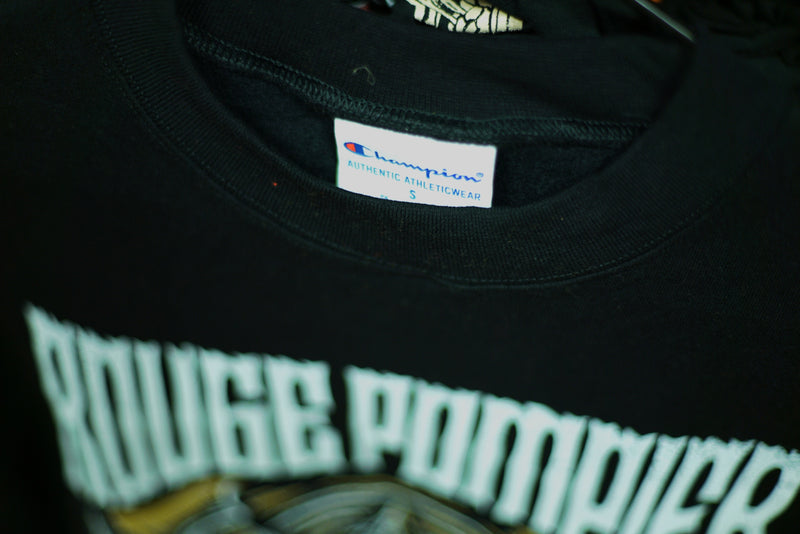 Champion®
AUTHENTIC ATHLETICWEAR
S
ROUGE POMPIER